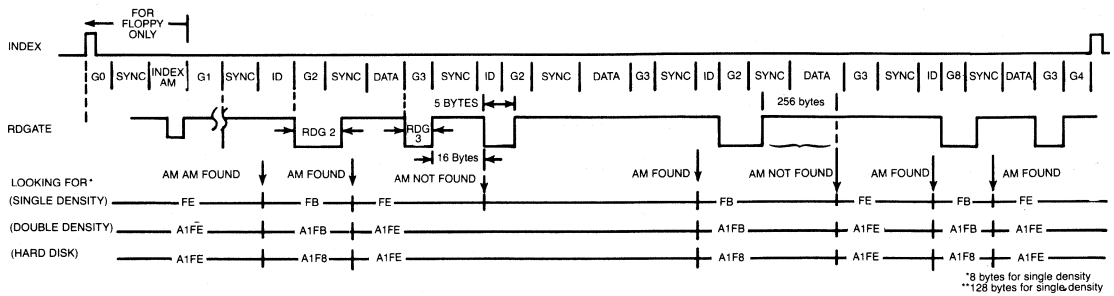 FOR
FLOPPY
ONLY
INDEX
G0 SYNC INDEX AM G1 SYNC ID G2 SYNC DATA G3 SYNC ID G2 SYNC DATA G3 SYNC ID G2 SYNC DATA G3 SYNC ID G8 SYNC DATA G3 G4
5 BYTES
256 bytes
RDGATE
RDG 2
RDG 3
16 Bytes
LOOKING FOR*
AM AM FOUND AM FOUND AM NOT FOUND AM FOUND AM NOT FOUND AM FOUND AM FOUND
(SINGLE DENSITY) FE FB FE FB FE FB FE
(DOUBLE DENSITY) A1FE A1FB A1FE A1FB A1FE A1FB A1FE
(HARD DISK) A1FE A1F8 A1FE A1F8 A1FE A1F8 A1FE
*8 bytes for single density
**128 bytes for single density